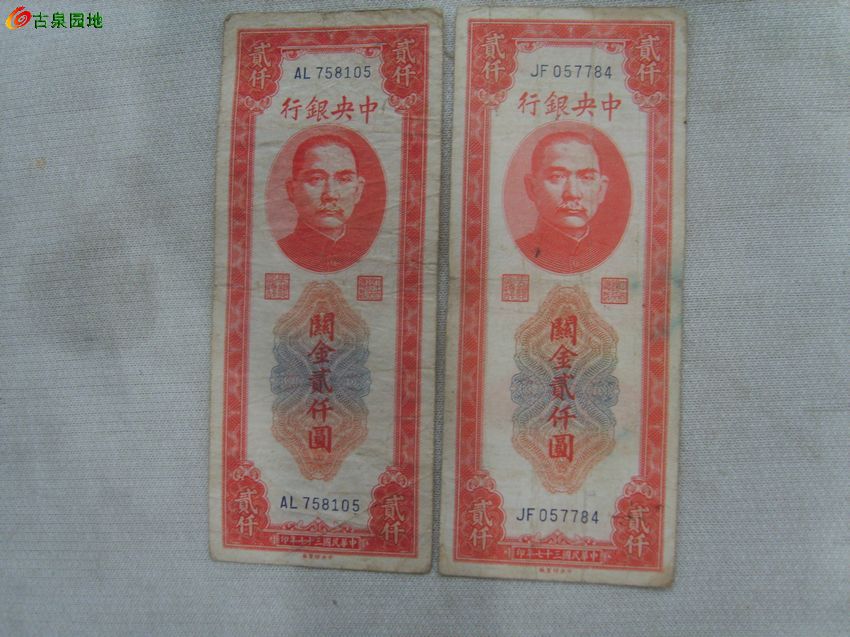 古泉园地
貳仟 貳仟
AL 758105
行銀央中
關金貳仟圓
AL 758105
貳仟 貳仟
印年七十三國民華中
貳仟 貳仟
JF 057784
行銀央中
關金貳仟圓
JF 057784
貳仟 貳仟
印年七十三國民華中